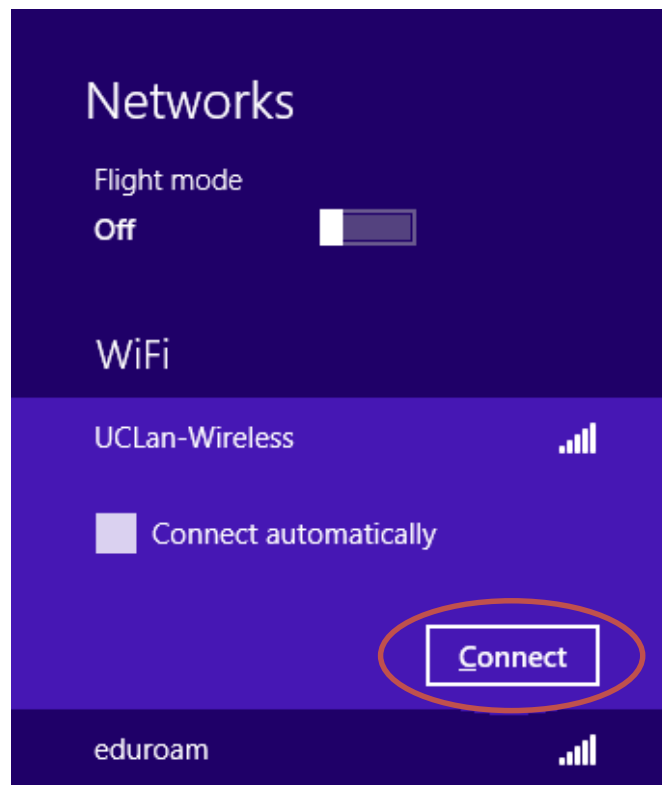 Networks
Flight mode
Off
WiFi
UCLan-Wireless
Connect automatically
Connect
eduroam